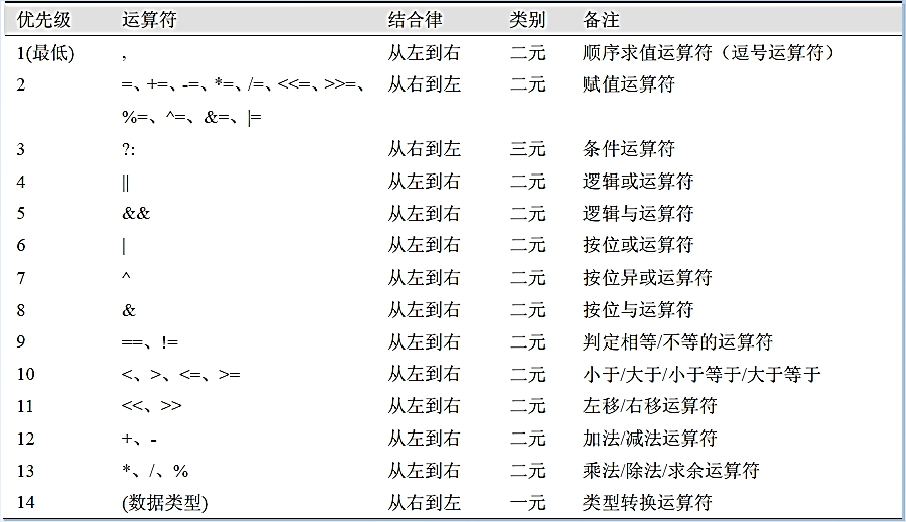 优先级 运算符 结合律 类别 备注
1(最低) , 从左到右 二元 顺序求值运算符（逗号运算符）
2 =、+=、-=、*=、/=、<<=、>>=、 从右到左 二元 赋值运算符
%=、^=、&=、|=
3 ?: 从右到左 三元 条件运算符
4 || 从左到右 二元 逻辑或运算符
5 && 从左到右 二元 逻辑与运算符
6 | 从左到右 二元 按位或运算符
7 ^ 从左到右 二元 按位异或运算符
8 & 从左到右 二元 按位与运算符
9 ==、!= 从左到右 二元 判定相等/不等的运算符
10 <、>、<=、>= 从左到右 二元 小于/大于/小于等于/大于等于
11 <<、>> 从左到右 二元 左移/右移运算符
12 +、- 从左到右 二元 加法/减法运算符
13 *、/、% 从左到右 二元 乘法/除法/求余运算符
14 (数据类型) 从右到左 一元 类型转换运算符